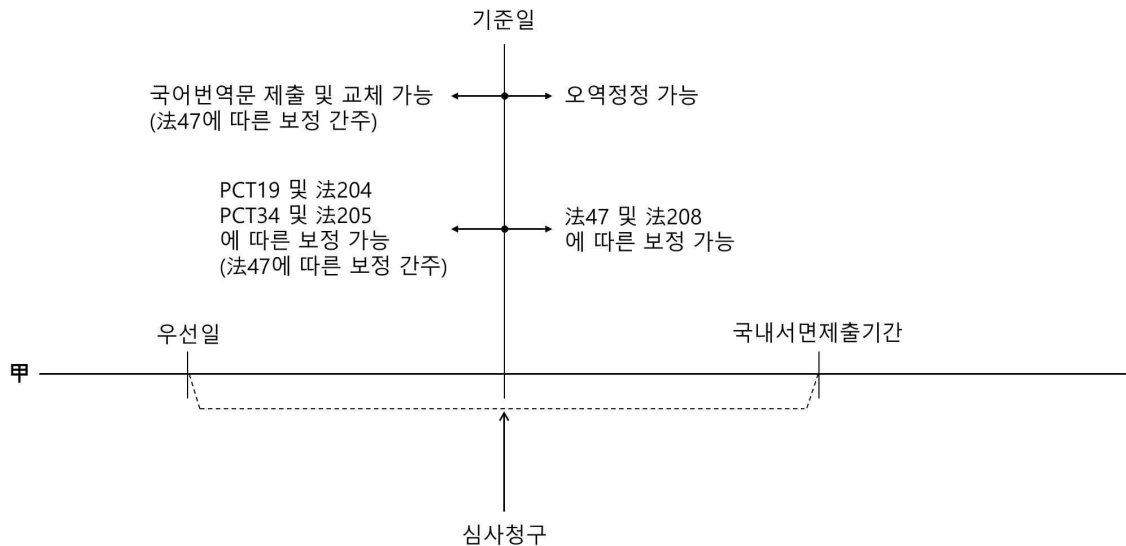 기준일
국어번역문 제출 및 교체 가능
(法47에 따른 보정 간주)
오역정정 가능
PCT19 및 法204
PCT34 및 法205
에 따른 보정 가능
(法47에 따른 보정 간주)
法47 및 法208
에 따른 보정 가능
우선일
국내서면제출기간
甲
심사청구